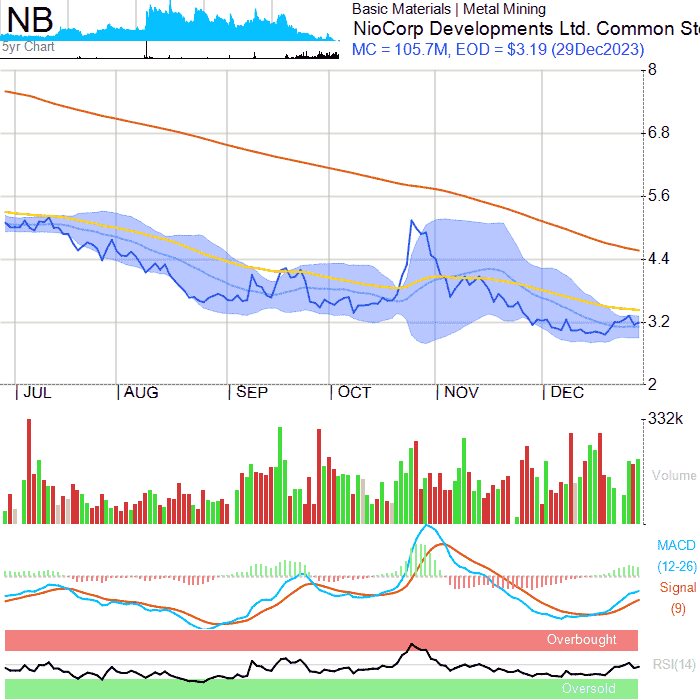 NB
5yr Chart
Basic Materials | Metal Mining
NioCorp Developments Ltd. Common Sto
MC = 105.7M, EOD = $3.19 (29Dec2023)
8
6.8
5.6
4.4
3.2
2
| JUL | AUG | SEP | OCT | NOV | DEC
332k
Volume
MACD
(12-26)
Signal
(9)
Overbought
RSI(14)
Oversold